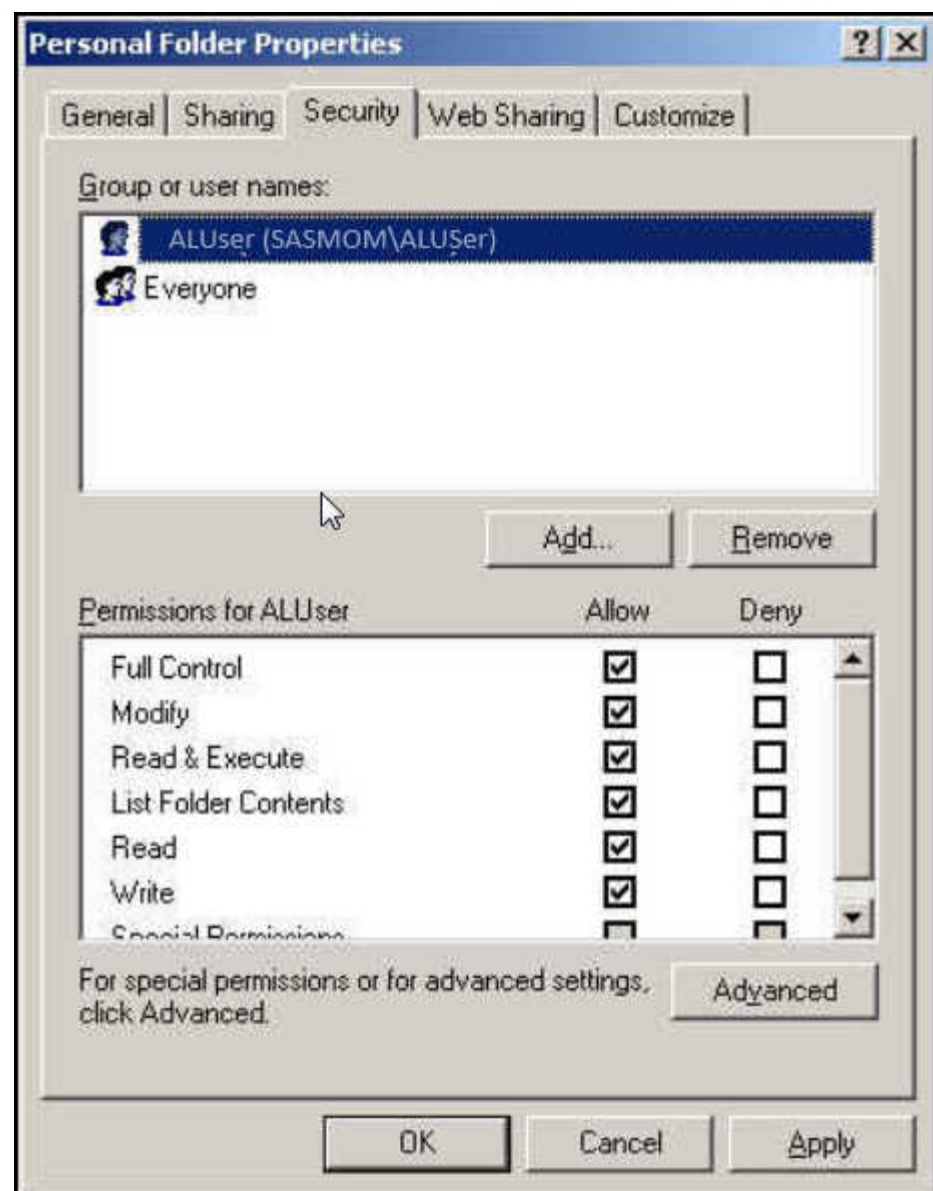 Personal Folder Properties
General Sharing Security Web Sharing Customize
Group or user names:
ALUser (SASMOM\ALUSer)
Everyone
Add... Remove
Permissions for ALUser Allow Deny
Full Control
Modify
Read & Execute
List Folder Contents
Read
Write
Special Permissions
For special permissions or for advanced settings,
click Advanced.
Advanced
OK Cancel Apply